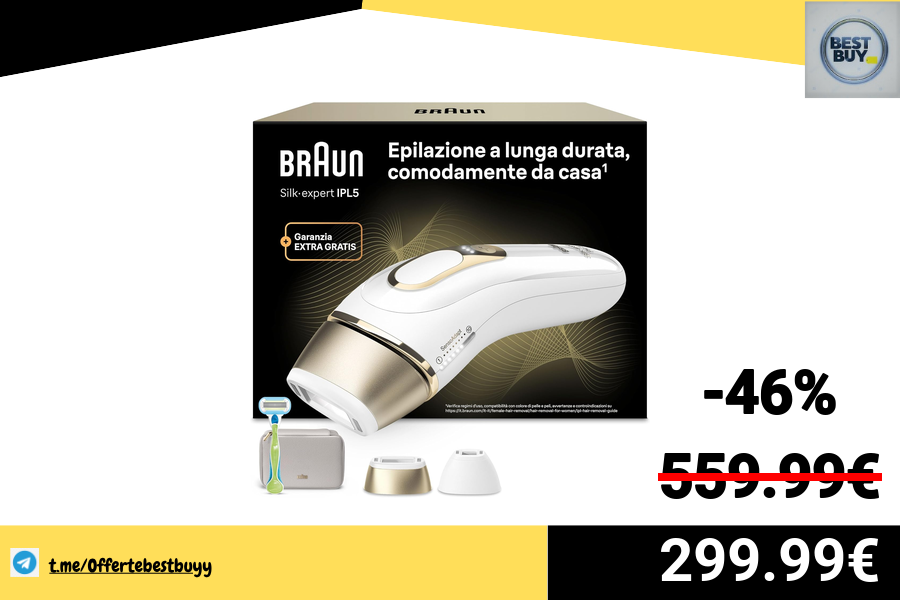 BEST
BUY
BRAUN
BRAUN
Silk·expert IPL5
Epilazione a lunga durata,
comodamente da casa¹
Garanzia
EXTRA GRATIS
SensoAdapt
-46%
559.99€
299.99€
t.me/Offertebestbuyy